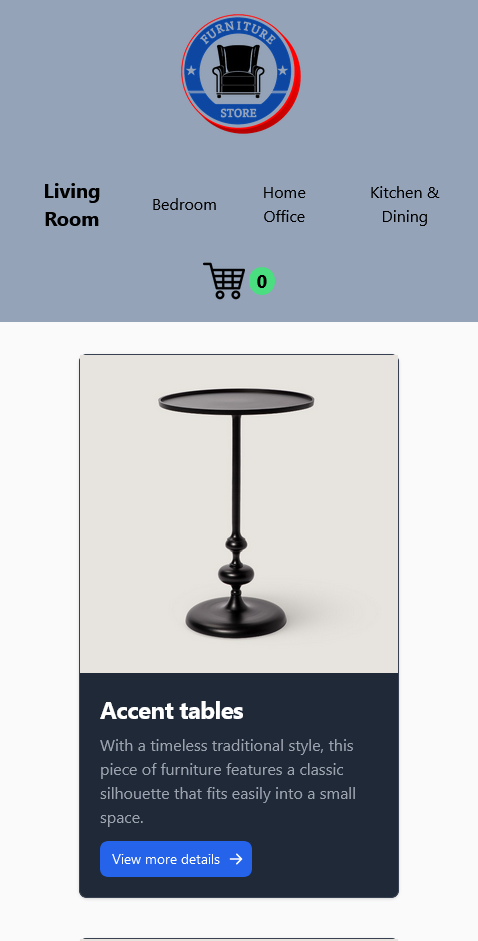 FURNITURE
STORE
Living
Room
Bedroom
Home
Office
Kitchen &
Dining
0
Accent tables
With a timeless traditional style, this
piece of furniture features a classic
silhouette that fits easily into a small
space.
View more details